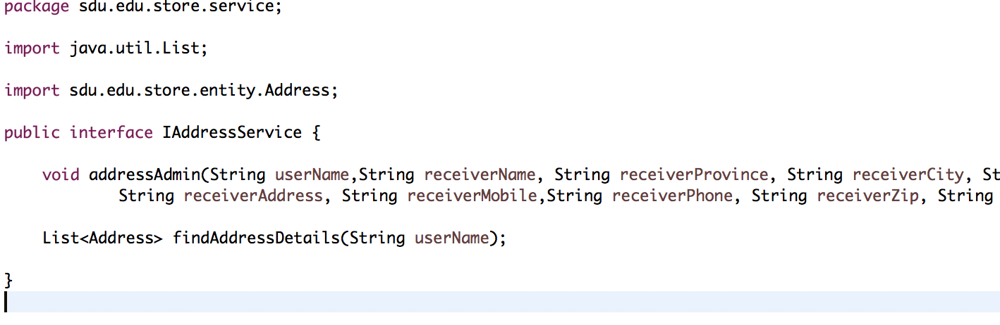 package sdu.edu.store.service;
import java.util.List;
import sdu.edu.store.entity.Address;
public interface IAddressService {
void addressAdmin(String userName,String receiverName, String receiverProvince, String receiverCity, St
String receiverAddress, String receiverMobile,String receiverPhone, String receiverZip, String
List<Address> findAddressDetails(String userName);
}